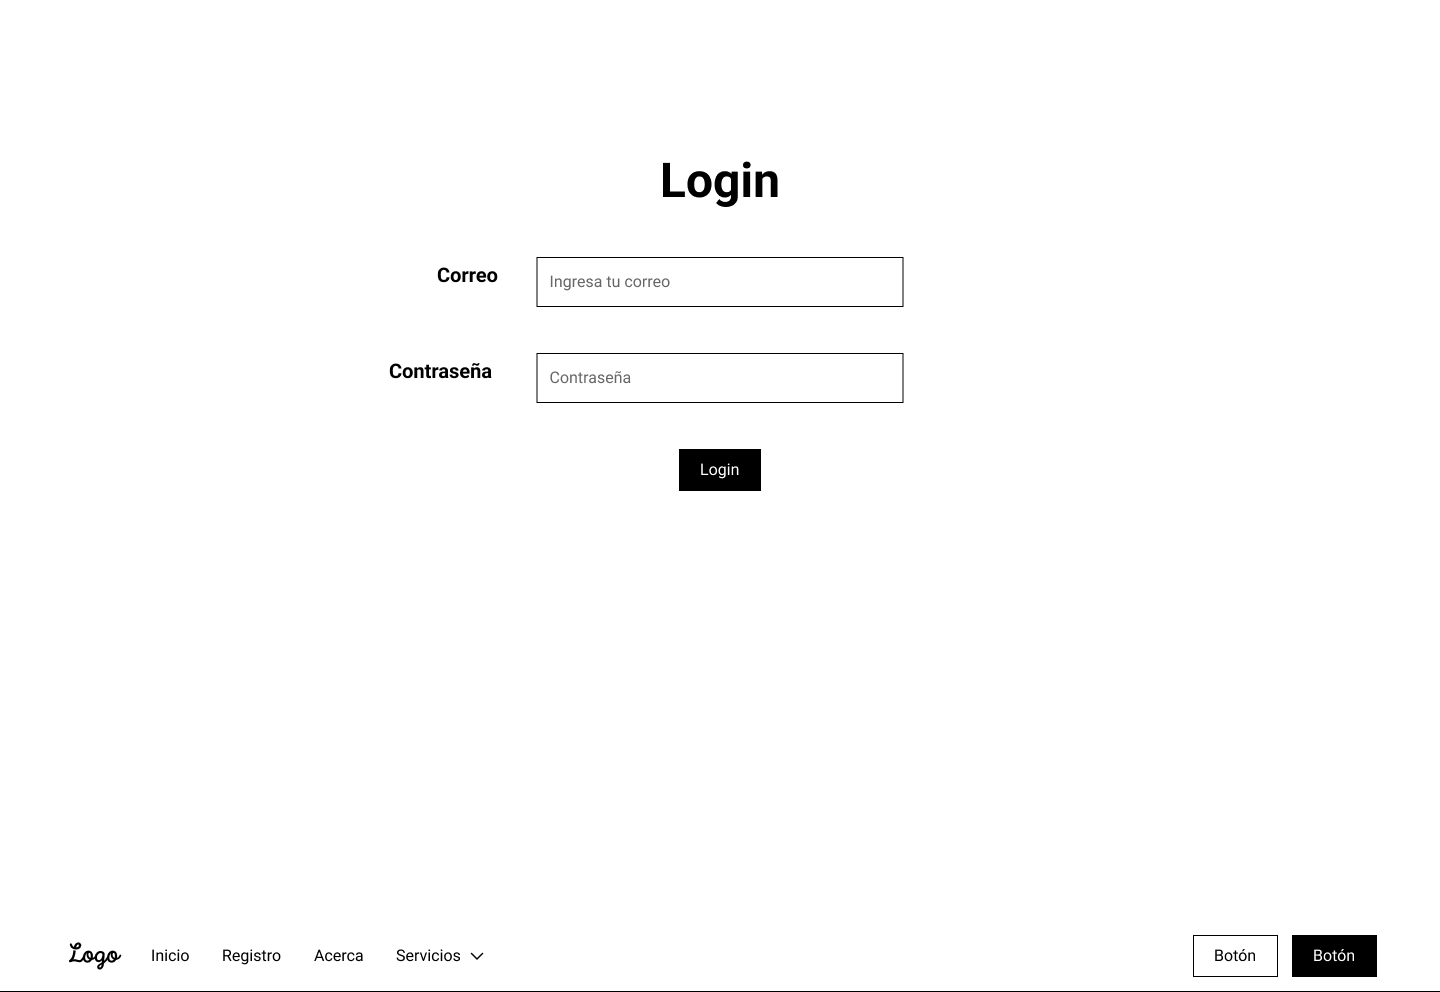 Login
Correo
Ingresa tu correo
Contraseña
Contraseña
Login
Logo Inicio Registro Acerca Servicios Botón Botón